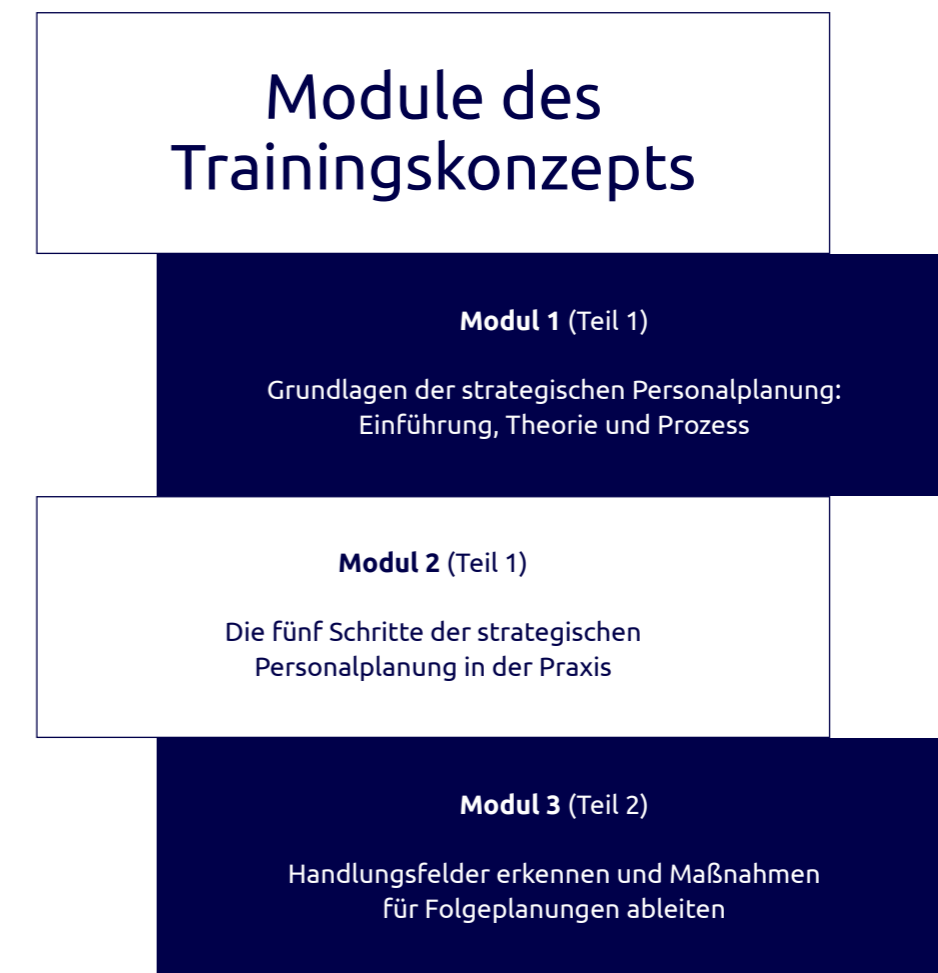 Module des
Trainingskonzepts
Modul 1 (Teil 1)
Grundlagen der strategischen Personalplanung:
Einführung, Theorie und Prozess
Modul 2 (Teil 1)
Die fünf Schritte der strategischen
Personalplanung in der Praxis
Modul 3 (Teil 2)
Handlungsfelder erkennen und Maßnahmen
für Folgeplanungen ableiten